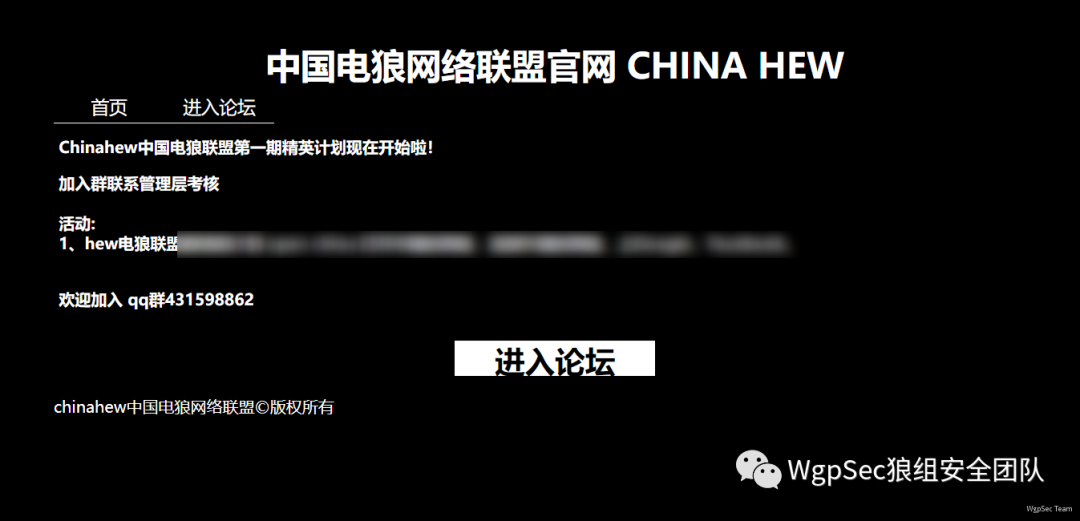 中国电狼网络联盟官网 CHINA HEW
首页 进入论坛
Chinahew中国电狼联盟第一期精英计划现在开始啦！
加入群联系管理层考核
活动:
1、hew电狼联盟
欢迎加入 qq群431598862
进入论坛
chinahew中国电狼网络联盟©版权所有
WgpSec狼组安全团队
WgpSec Team